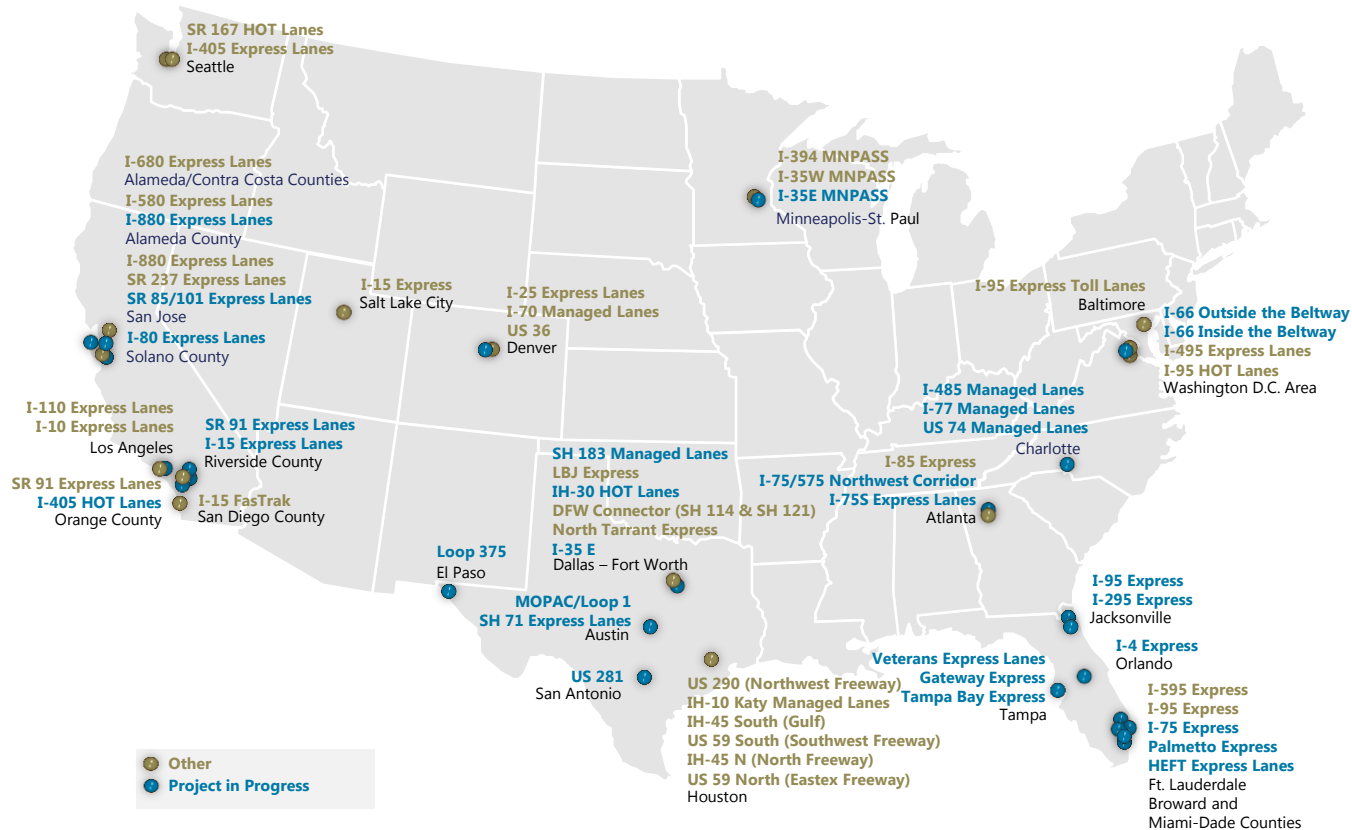 SR 167 HOT Lanes
I-405 Express Lanes
Seattle
I-680 Express Lanes
Alameda/Contra Costa Counties
I-580 Express Lanes
I-880 Express Lanes
Alameda County
I-880 Express Lanes
SR 237 Express Lanes
SR 85/101 Express Lanes
San Jose
I-80 Express Lanes
Solano County
I-15 Express
Salt Lake City
I-25 Express Lanes
I-70 Managed Lanes
US 36
Denver
I-394 MNPASS
I-35W MNPASS
I-35E MNPASS
Minneapolis-St. Paul
I-95 Express Toll Lanes
Baltimore
I-66 Outside the Beltway
I-66 Inside the Beltway
I-495 Express Lanes
I-95 HOT Lanes
Washington D.C. Area
I-485 Managed Lanes
I-77 Managed Lanes
US 74 Managed Lanes
Charlotte
I-110 Express Lanes
I-10 Express Lanes
Los Angeles
SR 91 Express Lanes
I-15 Express Lanes
Riverside County
SR 91 Express Lanes
I-405 HOT Lanes
Orange County
I-15 FasTrak
San Diego County
SH 183 Managed Lanes
LBJ Express
IH-30 HOT Lanes
DFW Connector (SH 114 & SH 121)
North Tarrant Express
I-35 E
Dallas – Fort Worth
I-85 Express
I-75/575 Northwest Corridor
I-75S Express Lanes
Atlanta
Loop 375
El Paso
MOPAC/Loop 1
SH 71 Express Lanes
Austin
US 281
San Antonio
US 290 (Northwest Freeway)
IH-10 Katy Managed Lanes
IH-45 South (Gulf)
US 59 South (Southwest Freeway)
IH-45 N (North Freeway)
US 59 North (Eastex Freeway)
Houston
I-95 Express
I-295 Express
Jacksonville
I-4 Express
Orlando
Veterans Express Lanes
Gateway Express
Tampa Bay Express
Tampa
I-595 Express
I-95 Express
I-75 Express
Palmetto Express
HEFT Express Lanes
Ft. Lauderdale
Broward and
Miami-Dade Counties
Other
Project in Progress